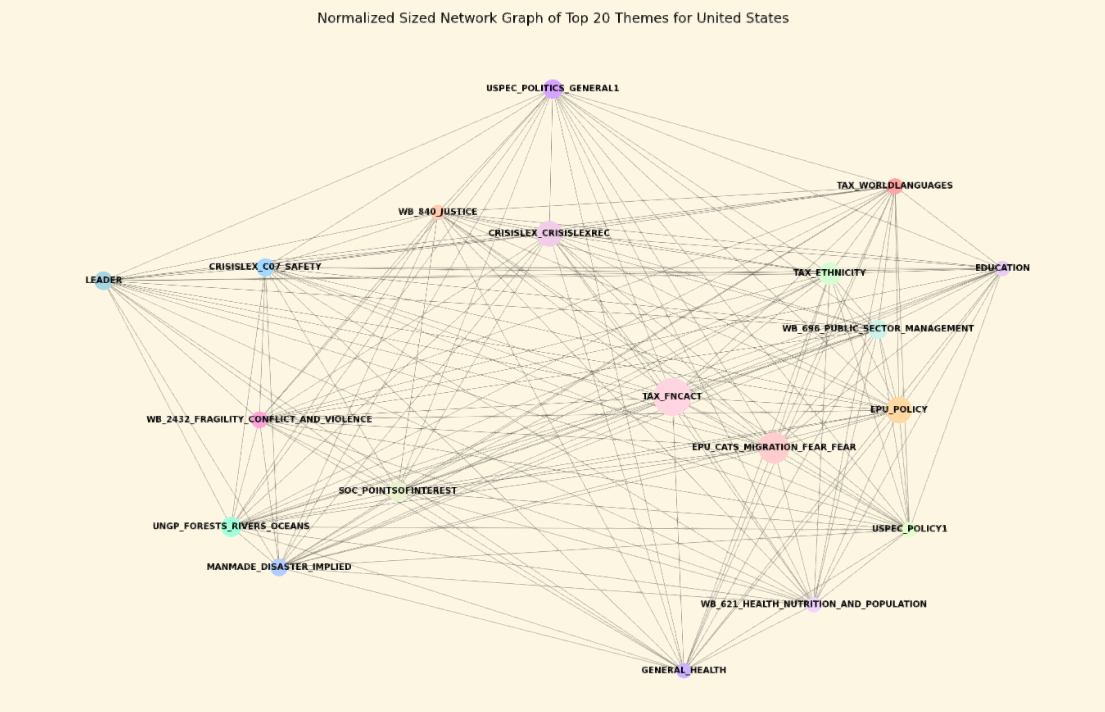 Normalized Sized Network Graph of Top 20 Themes for United States
USPEC_POLITICS_GENERAL1
TAX_WORLDLANGUAGES
WB_840_JUSTICE
CRISISLEX_CRISISLEXREC
CRISISLEX_C07_SAFETY
EDUCATION
TAX_ETHNICITY
LEADER
WB_696_PUBLIC_SECTOR_MANAGEMENT
TAX_FNCACT
EPU_POLICY
WB_2432_FRAGILITY_CONFLICT_AND_VIOLENCE
EPU_CATS_MIGRATION_FEAR_FEAR
SOC_POINTSOFINTEREST
UNGP_FORESTS_RIVERS_OCEANS
USPEC_POLICY1
MANMADE_DISASTER_IMPLIED
WB_621_HEALTH_NUTRITION_AND_POPULATION
GENERAL_HEALTH